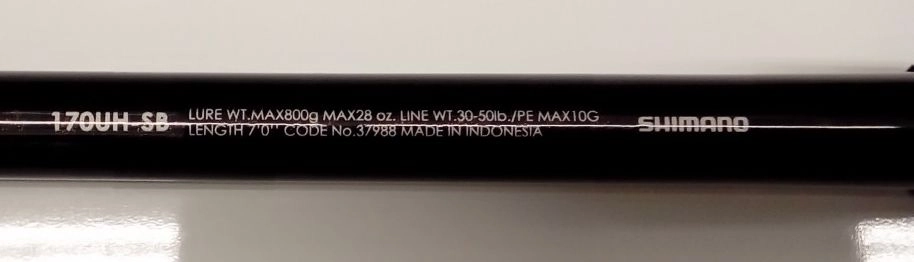 170UH SB
LURE WT.MAX800g MAX28 oz. LINE WT.30-50lb./PE MAX10G
LENGTH 7'0'' CODE No.37988 MADE IN INDONESIA
SHIMANO